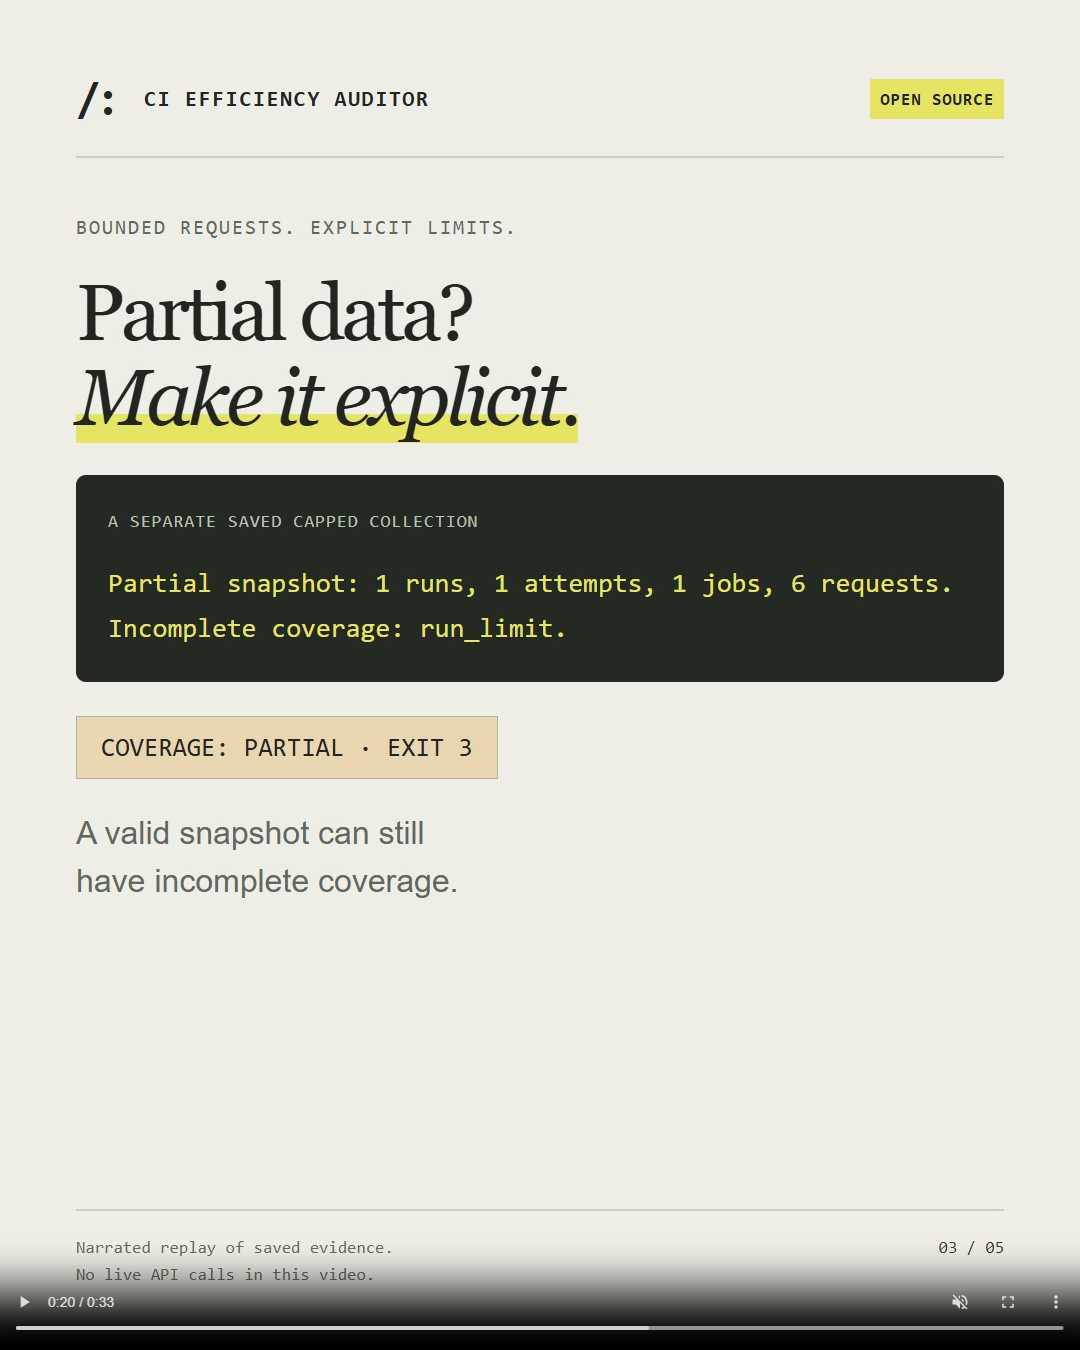 /: CI EFFICIENCY AUDITOR
OPEN SOURCE
BOUNDED REQUESTS. EXPLICIT LIMITS.
Partial data?
Make it explicit.
A SEPARATE SAVED CAPPED COLLECTION
Partial snapshot: 1 runs, 1 attempts, 1 jobs, 6 requests.
Incomplete coverage: run_limit.
COVERAGE: PARTIAL · EXIT 3
A valid snapshot can still
have incomplete coverage.
Narrated replay of saved evidence.
03 / 05
No live API calls in this video.
0:20 / 0:33